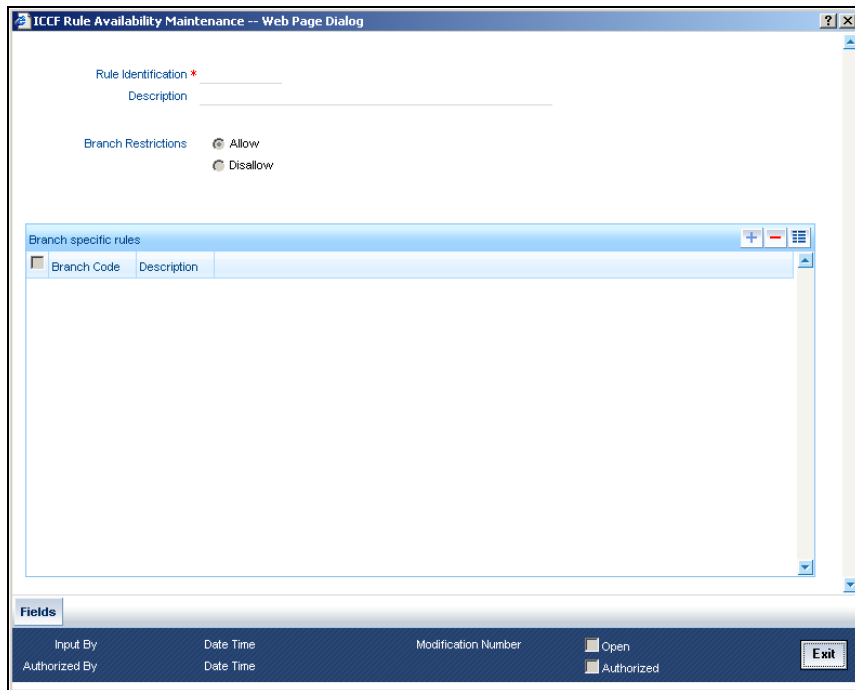 ICCF Rule Availability Maintenance -- Web Page Dialog ? X
Rule Identification *
Description
Branch Restrictions Allow
Disallow
Branch specific rules
Branch Code Description
Fields
Input By Date Time Modification Number Open
Authorized By Date Time Authorized
Exit